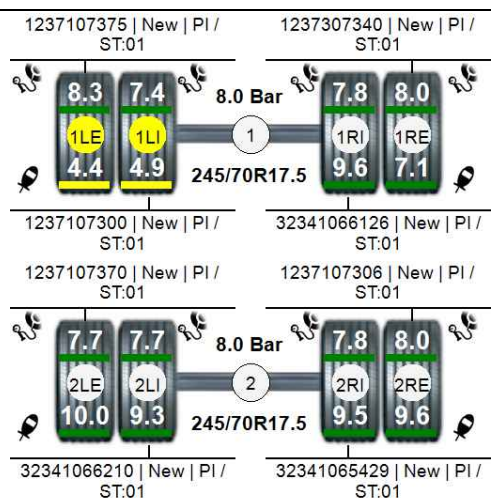 1237107375 | New | PI /
ST:01
1237307340 | New | PI /
ST:01
8.3 7.4 8.0 Bar 7.8 8.0
1LE 1LI 1 1RI 1RE
4.4 4.9 245/70R17.5 9.6 7.1
1237107300 | New | PI /
ST:01
32341066126 | New | PI /
ST:01
1237107370 | New | PI /
ST:01
1237107306 | New | PI /
ST:01
7.7 7.7 8.0 Bar 7.8 8.0
2LE 2LI 2 2RI 2RE
10.0 9.3 245/70R17.5 9.5 9.6
32341066210 | New | PI /
ST:01
32341065429 | New | PI /
ST:01